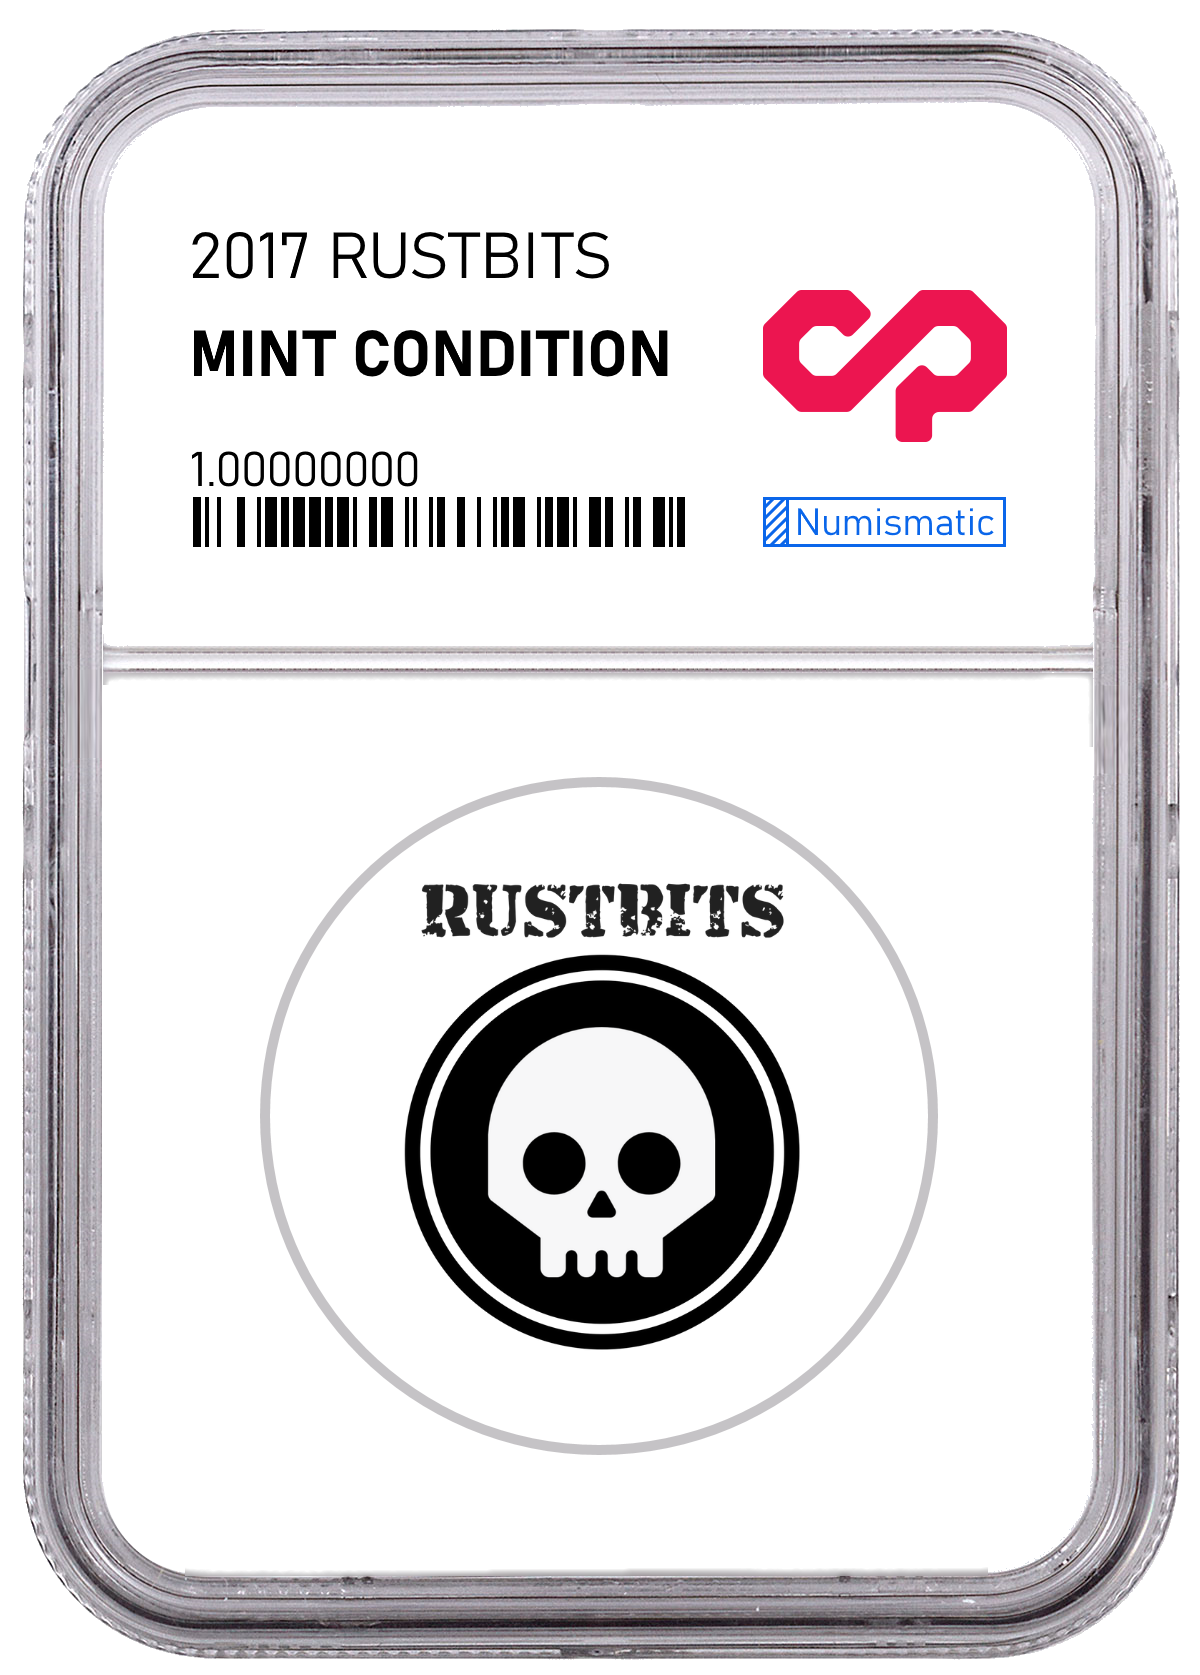 2017 RUSTBITS
MINT CONDITION
1.00000000
Numismatic
RUSTBITS